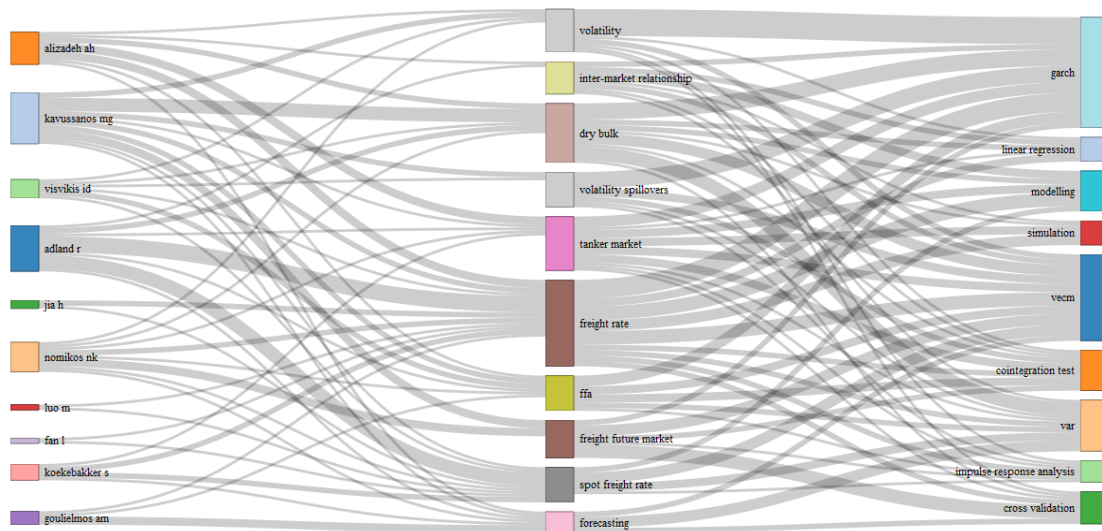 alizadeh ah
kavussanos mg
visvikis id
adland r
jia h
nomikos nk
luo m
fan l
koekebakker s
goulielmos am
volatility
inter-market relationship
dry bulk
volatility spillovers
tanker market
freight rate
ffa
freight future market
spot freight rate
forecasting
garch
linear regression
modelling
simulation
vecm
cointegration test
var
impulse response analysis
cross validation